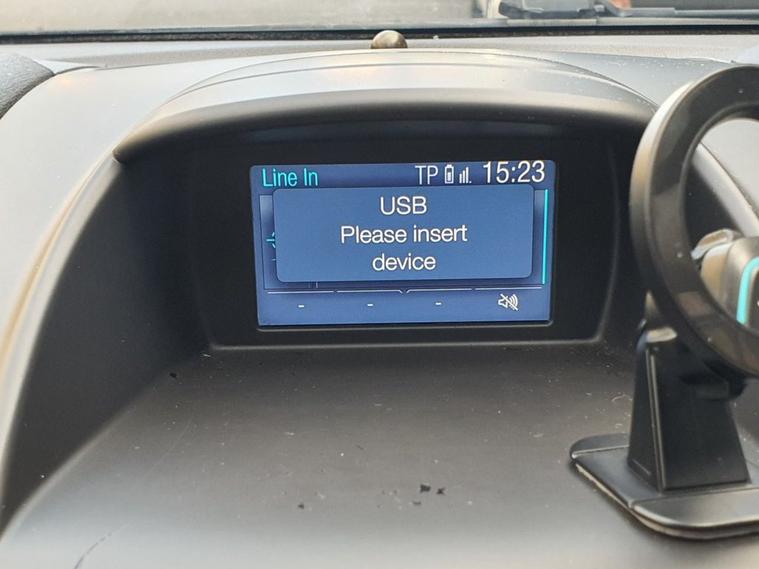 Line In TP 15:23
USB
Please insert
device
- - -